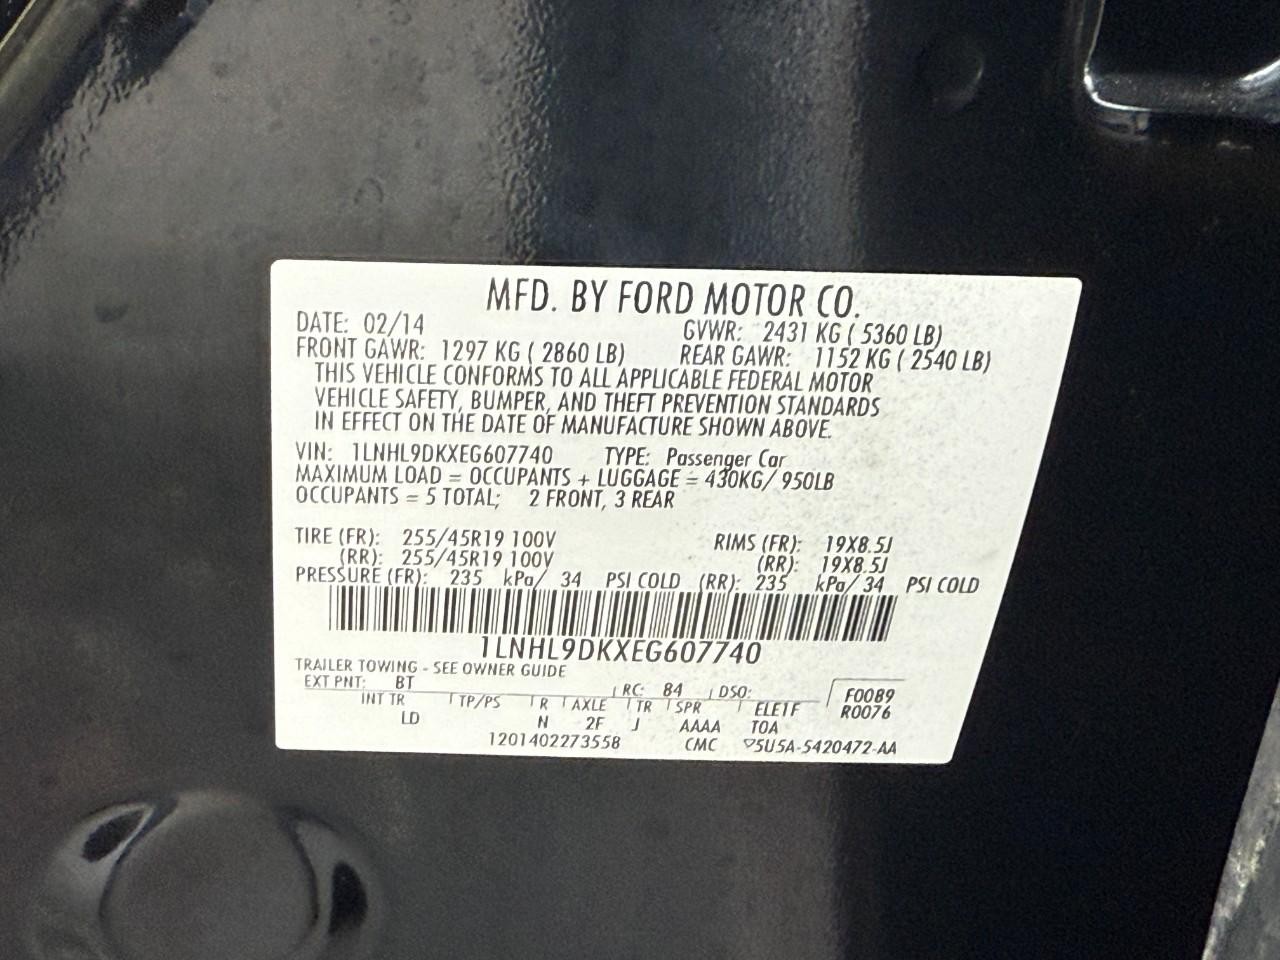 MFD. BY FORD MOTOR CO.
DATE: 02/14 GVWR: 2431 KG ( 5360 LB)
FRONT GAWR: 1297 KG ( 2860 LB) REAR GAWR: 1152 KG ( 2540 LB)
THIS VEHICLE CONFORMS TO ALL APPLICABLE FEDERAL MOTOR
VEHICLE SAFETY, BUMPER, AND THEFT PREVENTION STANDARDS
IN EFFECT ON THE DATE OF MANUFACTURE SHOWN ABOVE.
VIN: 1LNHL9DKXEG607740 TYPE: Passenger Car
MAXIMUM LOAD = OCCUPANTS + LUGGAGE = 430KG/ 950LB
OCCUPANTS = 5 TOTAL; 2 FRONT, 3 REAR
TIRE (FR): 255/45R19 100V RIMS (FR): 19X8.5J
(RR): 255/45R19 100V (RR): 19X8.5J
PRESSURE (FR): 235 kPa/ 34 PSI COLD (RR): 235 kPa/ 34 PSI COLD
1LNHL9DKXEG607740
TRAILER TOWING - SEE OWNER GUIDE
EXT PNT: BT RC: 84 DSO: F0089
INT TR TP/PS R AXLE TR SPR ELE1F R0076
LD N 2F J AAAA TOA
1201402273558 CMC ▽5U5A-5420472-AA